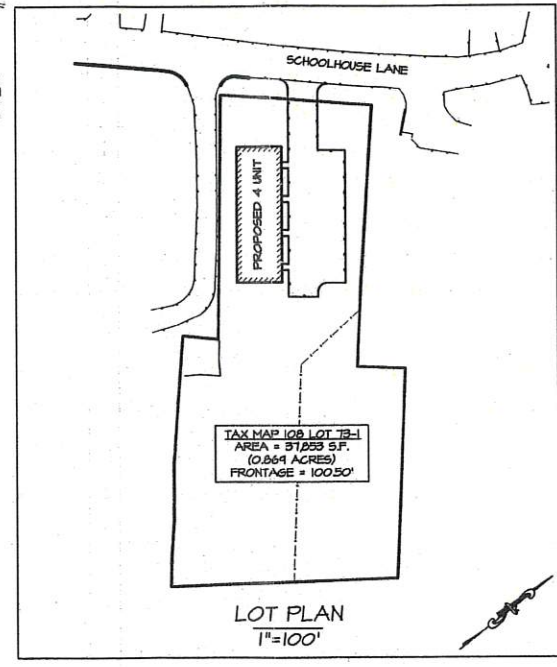 SCHOOLHOUSE LANE
PROPOSED 4 UNIT
TAX MAP 108 LOT 73-1
AREA = 37,853 S.F.
(0.869 ACRES)
FRONTAGE = 100.50'
LOT PLAN
1"=100'